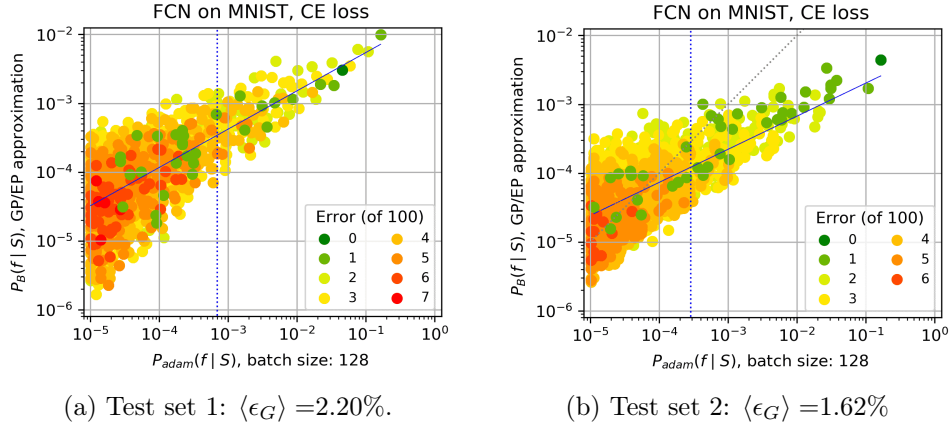 FCN on MNIST, CE loss
P_B(f | S), GP/EP approximation
10^-2
10^-3
10^-4
10^-5
10^-6
Error (of 100)
0 4
1 5
2 6
3 7
10^-5 10^-4 10^-3 10^-2 10^-1 10^0
P_adam(f | S), batch size: 128
(a) Test set 1: ⟨ϵ_G⟩ =2.20%.
FCN on MNIST, CE loss
P_B(f | S), GP/EP approximation
10^-2
10^-3
10^-4
10^-5
10^-6
Error (of 100)
0 4
1 5
2 6
3
10^-5 10^-4 10^-3 10^-2 10^-1 10^0
P_adam(f | S), batch size: 128
(b) Test set 2: ⟨ϵ_G⟩ =1.62%